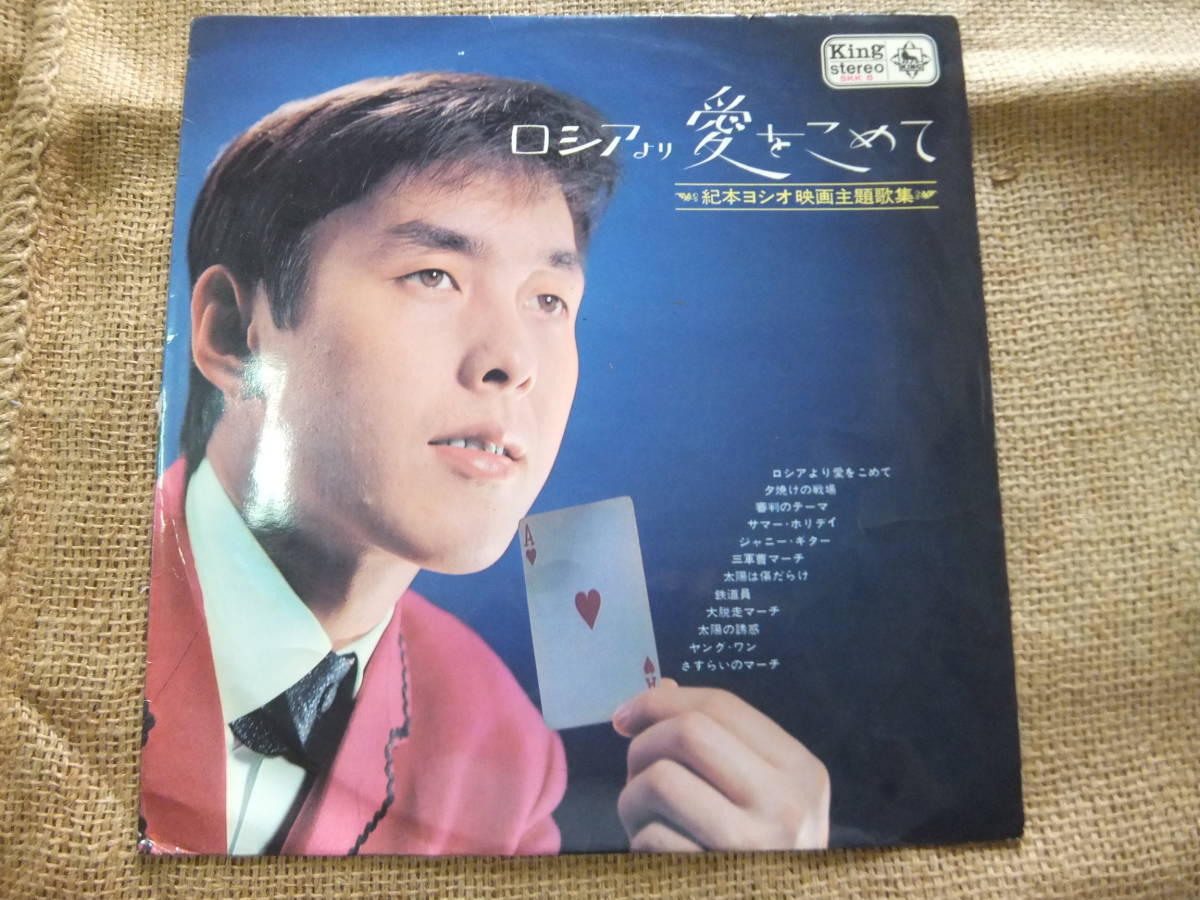 King
stereo
SKK 6
ロシアより愛をこめて
紀本ヨシオ映画主題歌集
ロシアより愛をこめて
夕焼けの戦場
審判のテーマ
サマー・ホリデイ
ジャニー・ギター
三軍曹マーチ
太陽は傷だらけ
鉄道員
大脱走マーチ
太陽の誘惑
ヤング・ワン
さすらいのマーチ
A
A